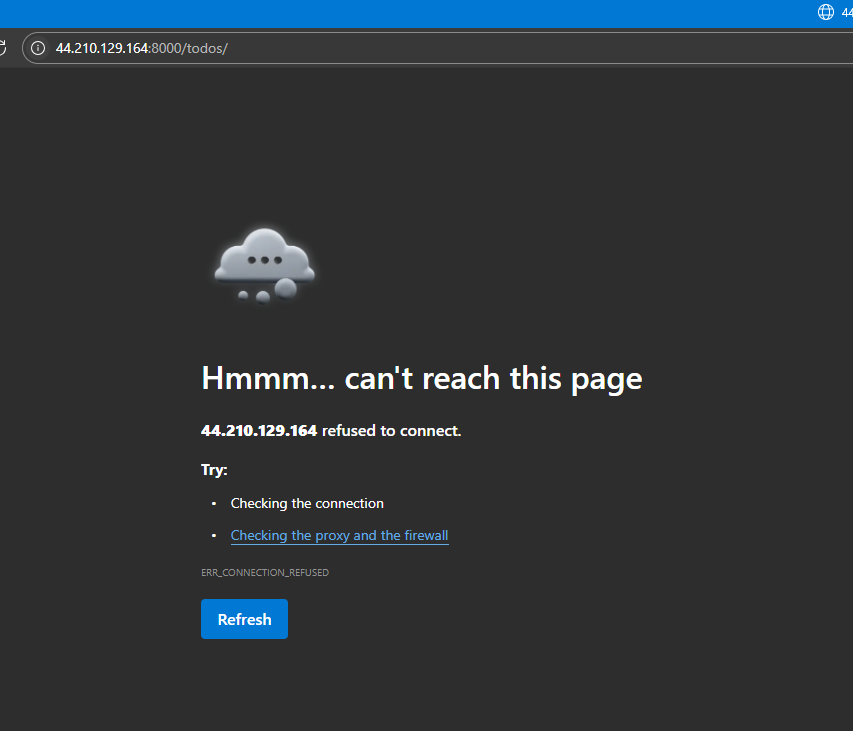 44
44.210.129.164:8000/todos/
Hmmm... can't reach this page
44.210.129.164 refused to connect.
Try:
• Checking the connection
• Checking the proxy and the firewall
ERR_CONNECTION_REFUSED
Refresh